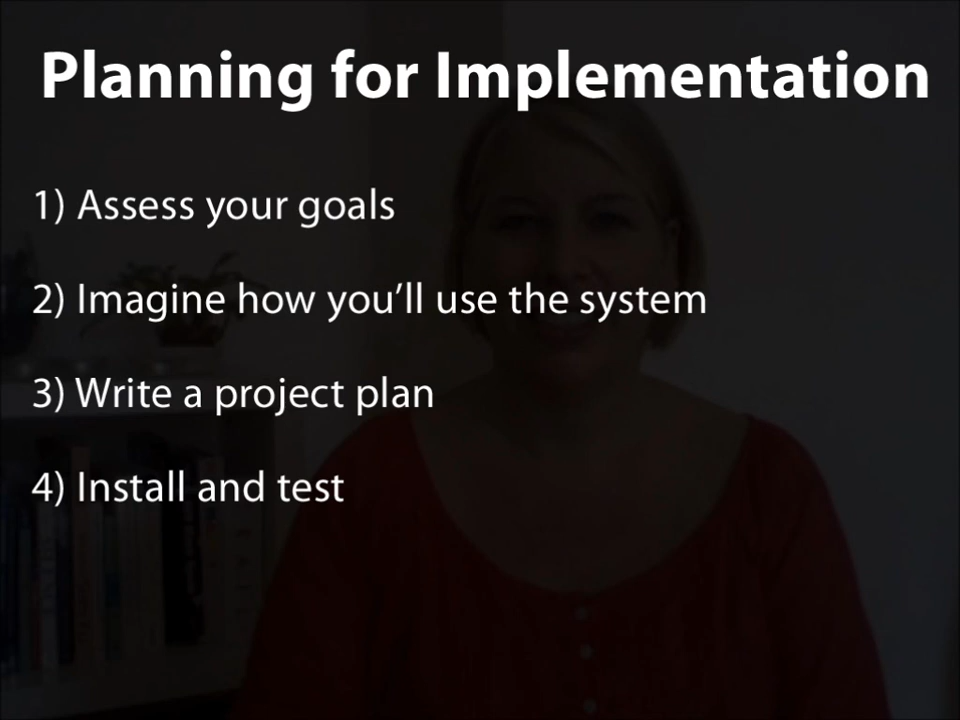 Planning for Implementation
1) Assess your goals
2) Imagine how you’ll use the system
3) Write a project plan
4) Install and test